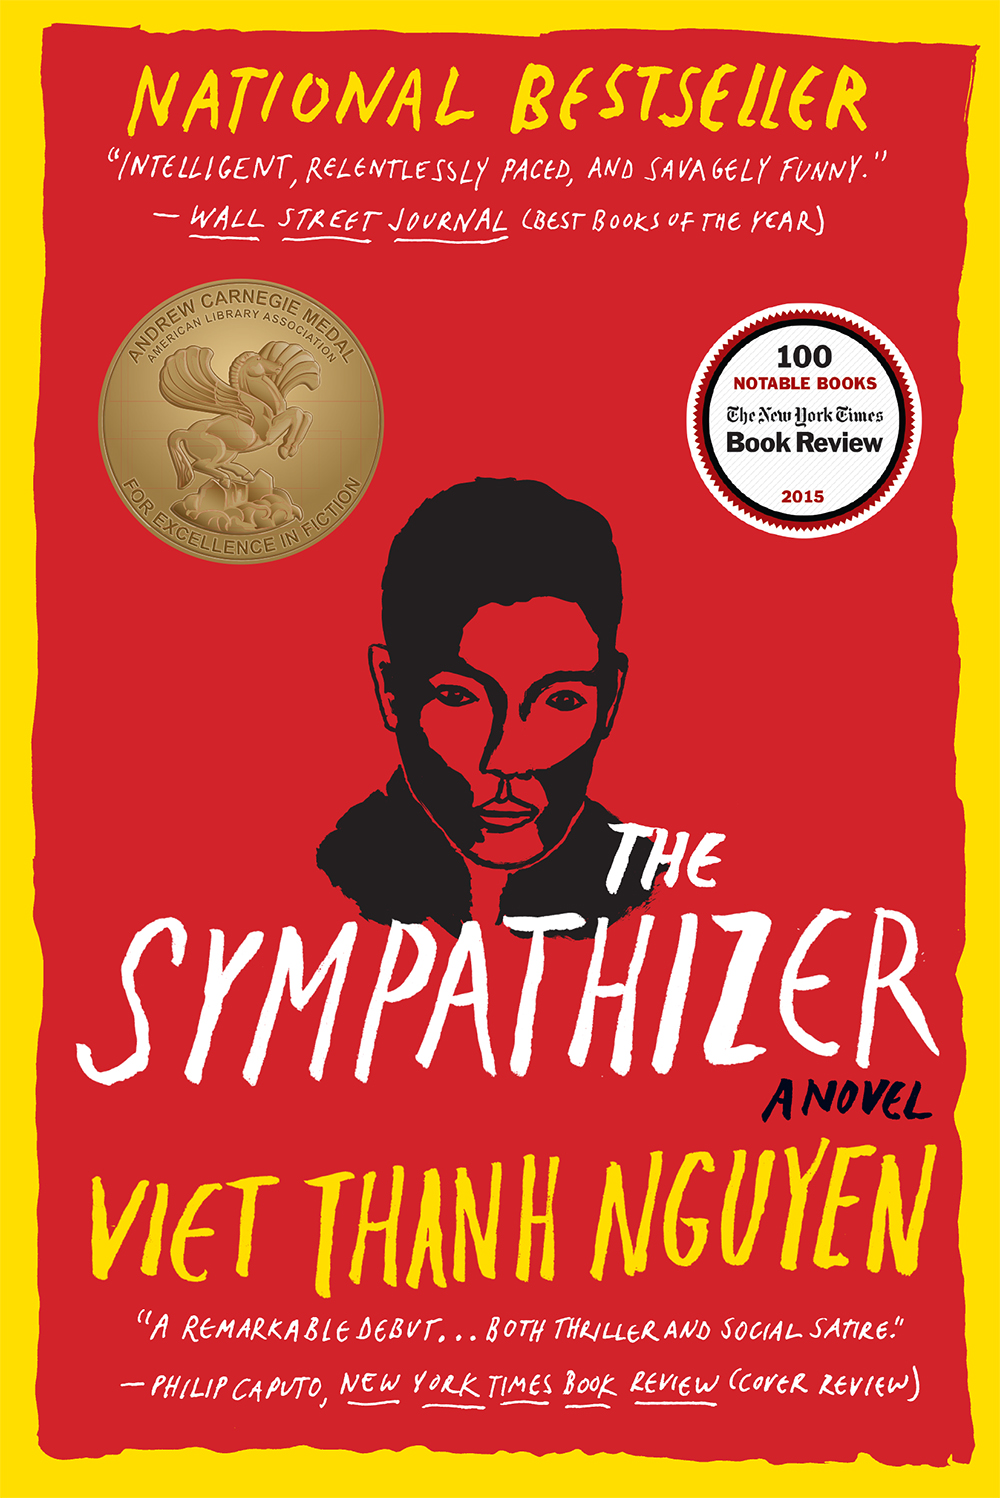 NATIONAL BESTSELLER
“INTELLIGENT, RELENTLESSLY PACED, AND SAVAGELY FUNNY.”
— WALL STREET JOURNAL (BEST BOOKS OF THE YEAR)
ANDREW CARNEGIE MEDAL
AMERICAN LIBRARY ASSOCIATION
FOR EXCELLENCE IN FICTION
100
NOTABLE BOOKS
The New York Times
Book Review
2015
THE
SYMPATHIZER
A NOVEL
VIET THANH NGUYEN
“A REMARKABLE DEBUT... BOTH THRILLER AND SOCIAL SATIRE.”
— PHILIP CAPUTO, NEW YORK TIMES BOOK REVIEW (COVER REVIEW)